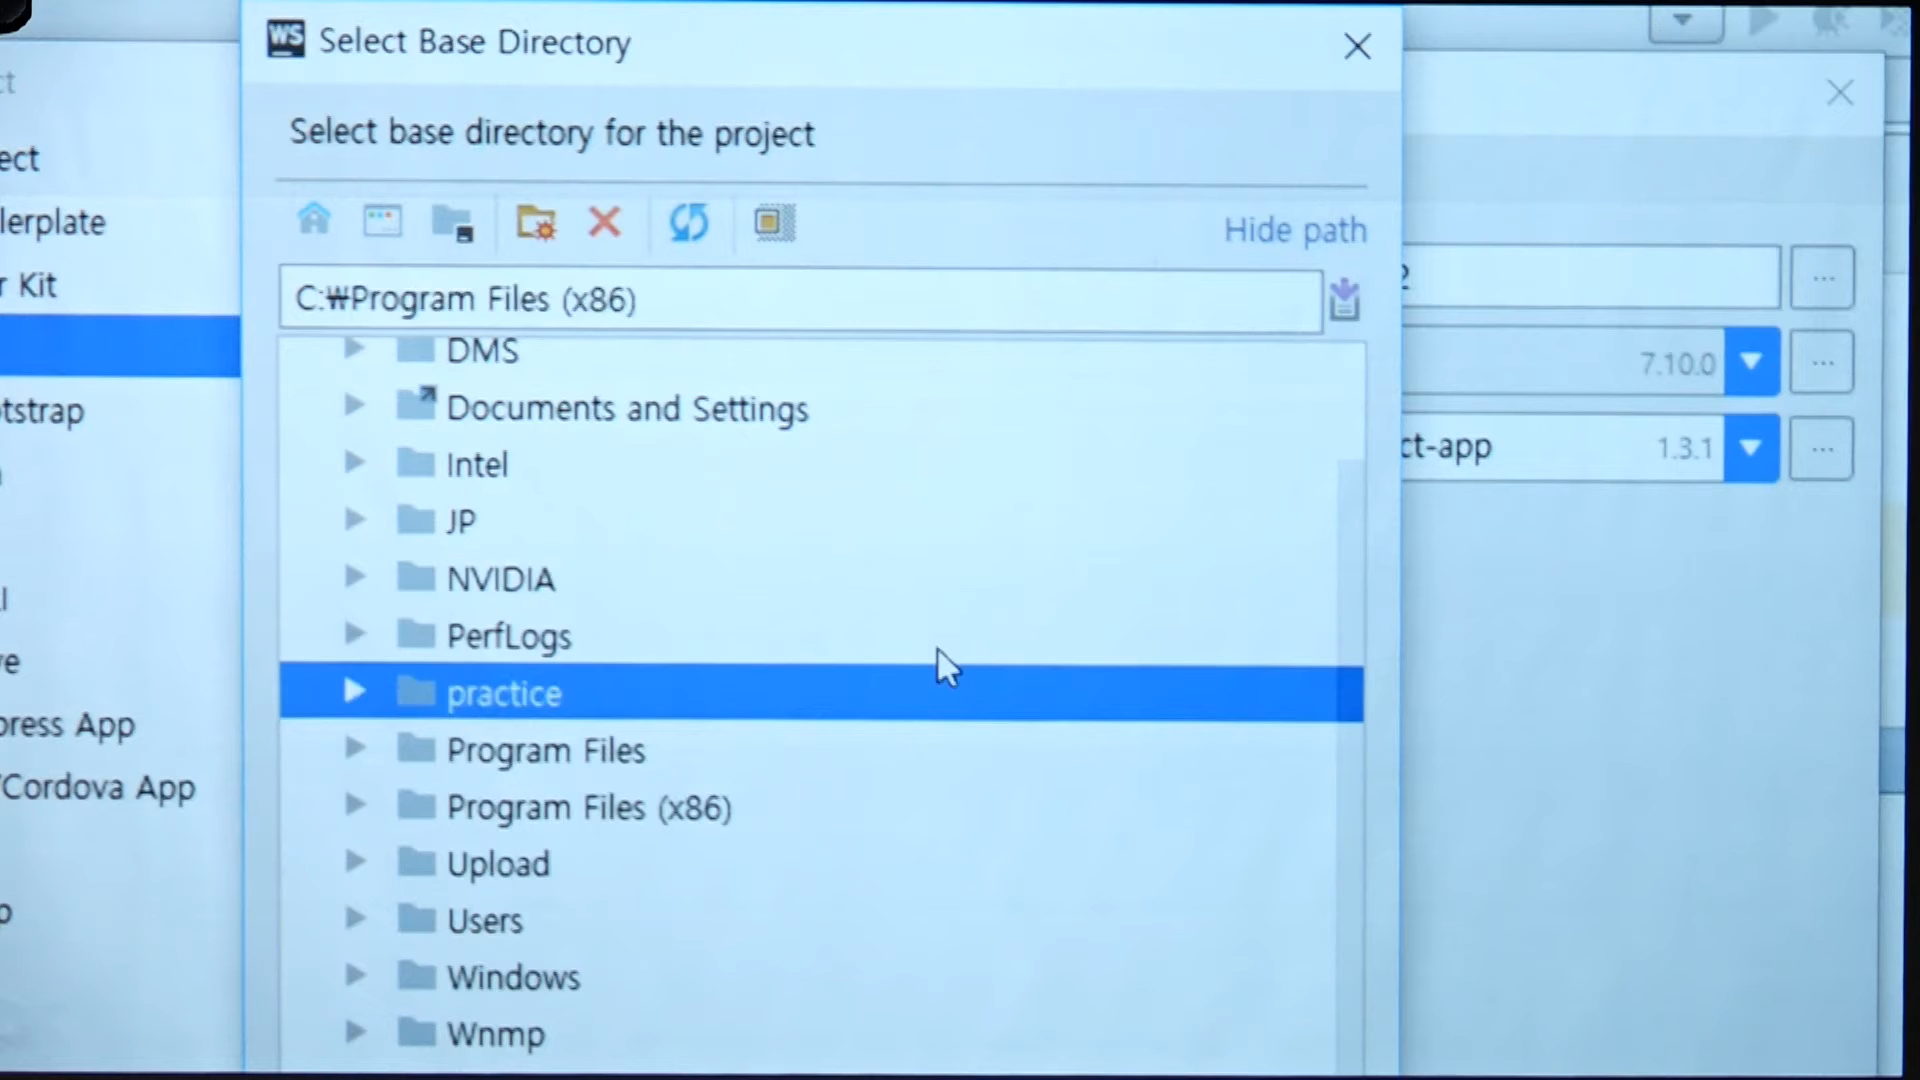 WS Select Base Directory
Select base directory for the project
Hide path
C:₩Program Files (x86)
DMS
Documents and Settings
Intel
JP
NVIDIA
PerfLogs
practice
Program Files
Program Files (x86)
Upload
Users
Windows
Wnmp
ect
lerplate
r Kit
tstrap
press App
/Cordova App
7.10.0
ct-app 1.3.1